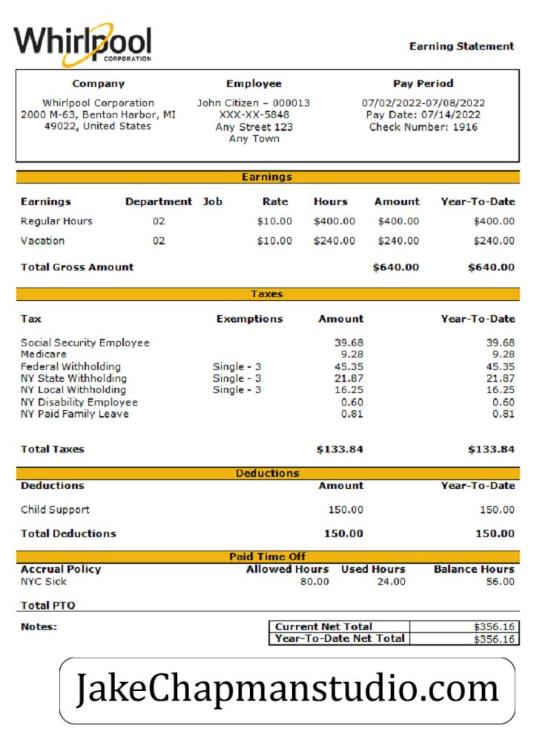 Whirlpool
CORPORATION
Earning Statement
Company Employee Pay Period
Whirlpool Corporation John Citizen – 000013 07/02/2022-07/08/2022
2000 M-63, Benton Harbor, MI XXX-XX-5848 Pay Date: 07/14/2022
49022, United States Any Street 123 Check Number: 1916
Any Town
Earnings
Earnings Department Job Rate Hours Amount Year-To-Date
Regular Hours 02 $10.00 $400.00 $400.00 $400.00
Vacation 02 $10.00 $240.00 $240.00 $240.00
Total Gross Amount $640.00 $640.00
Taxes
Tax Exemptions Amount Year-To-Date
Social Security Employee 39.68 39.68
Medicare 9.28 9.28
Federal Withholding Single - 3 45.35 45.35
NY State Withholding Single - 3 21.87 21.87
NY Local Withholding Single - 3 16.25 16.25
NY Disability Employee 0.60 0.60
NY Paid Family Leave 0.81 0.81
Total Taxes $133.84 $133.84
Deductions
Deductions Amount Year-To-Date
Child Support 150.00 150.00
Total Deductions 150.00 150.00
Paid Time Off
Accrual Policy Allowed Hours Used Hours Balance Hours
NYC Sick 80.00 24.00 56.00
Total PTO
Notes: Current Net Total $356.16
Year-To-Date Net Total $356.16
JakeChapmanstudio.com